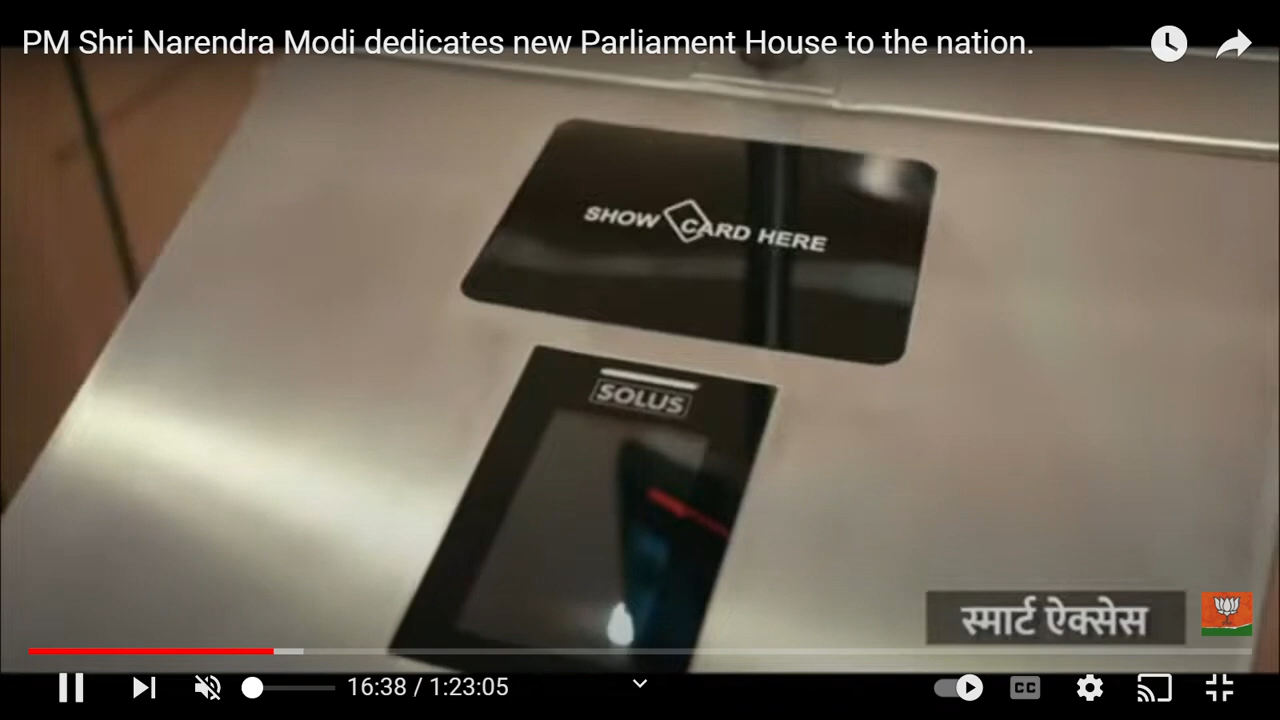 PM Shri Narendra Modi dedicates new Parliament House to the nation.
SHOW CARD HERE
SOLUS
स्मार्ट ऐक्सेस
16:38 / 1:23:05
CC